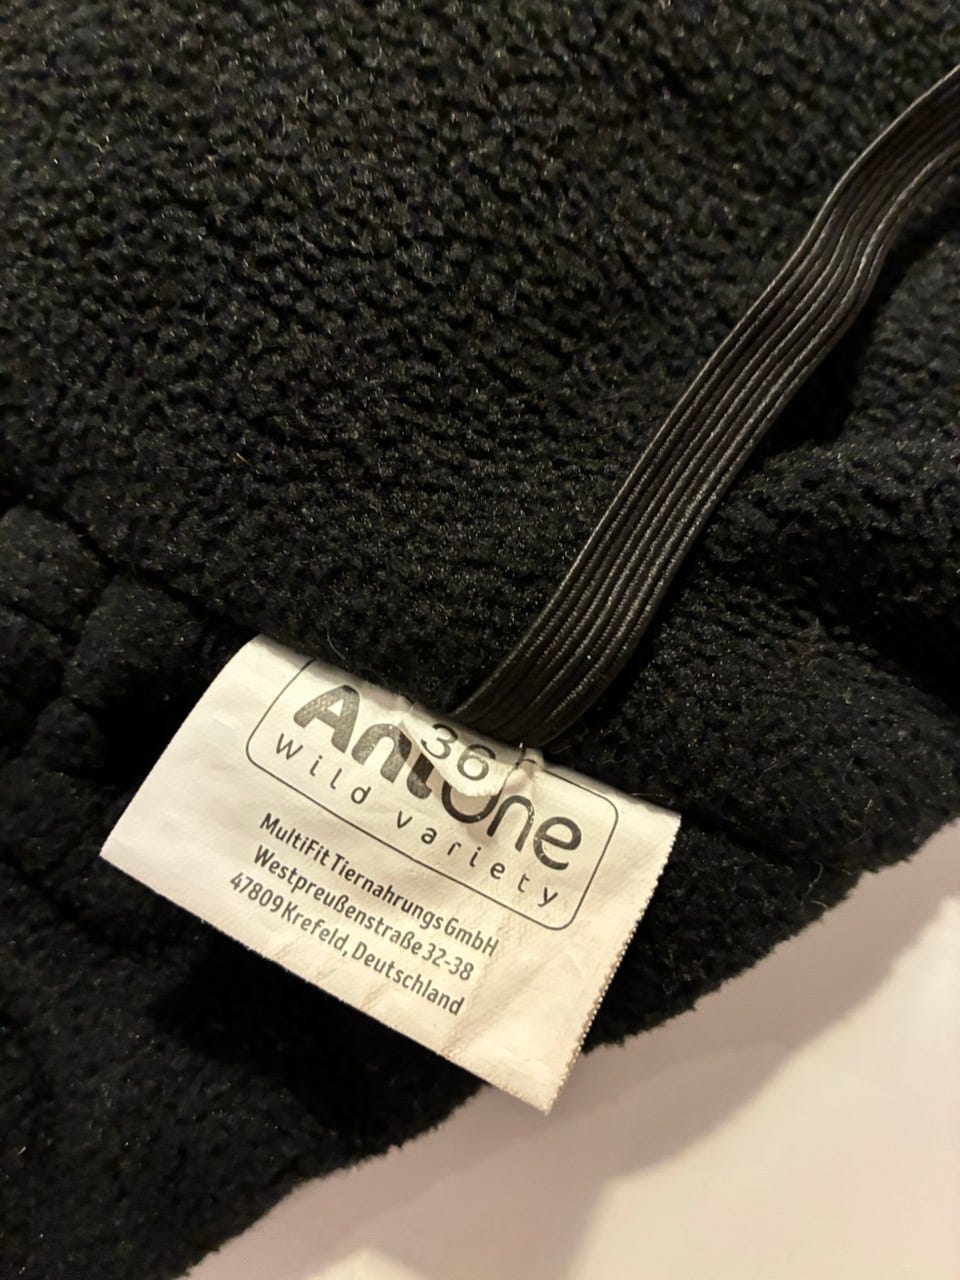 36
AniOne
Wild variety
MultiFit Tiernahrungs GmbH
Westpreußenstraße 32-38
47809 Krefeld, Deutschland